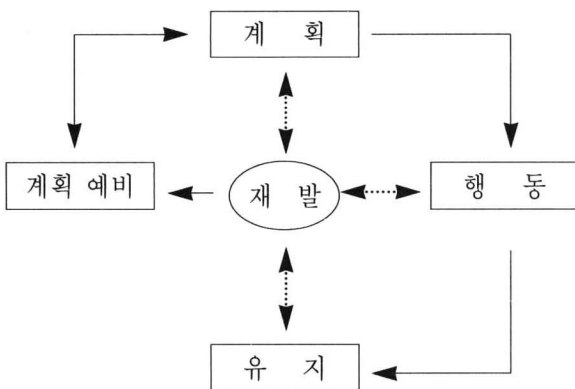 계 획
계획 예비
재 발
행 동
유 지